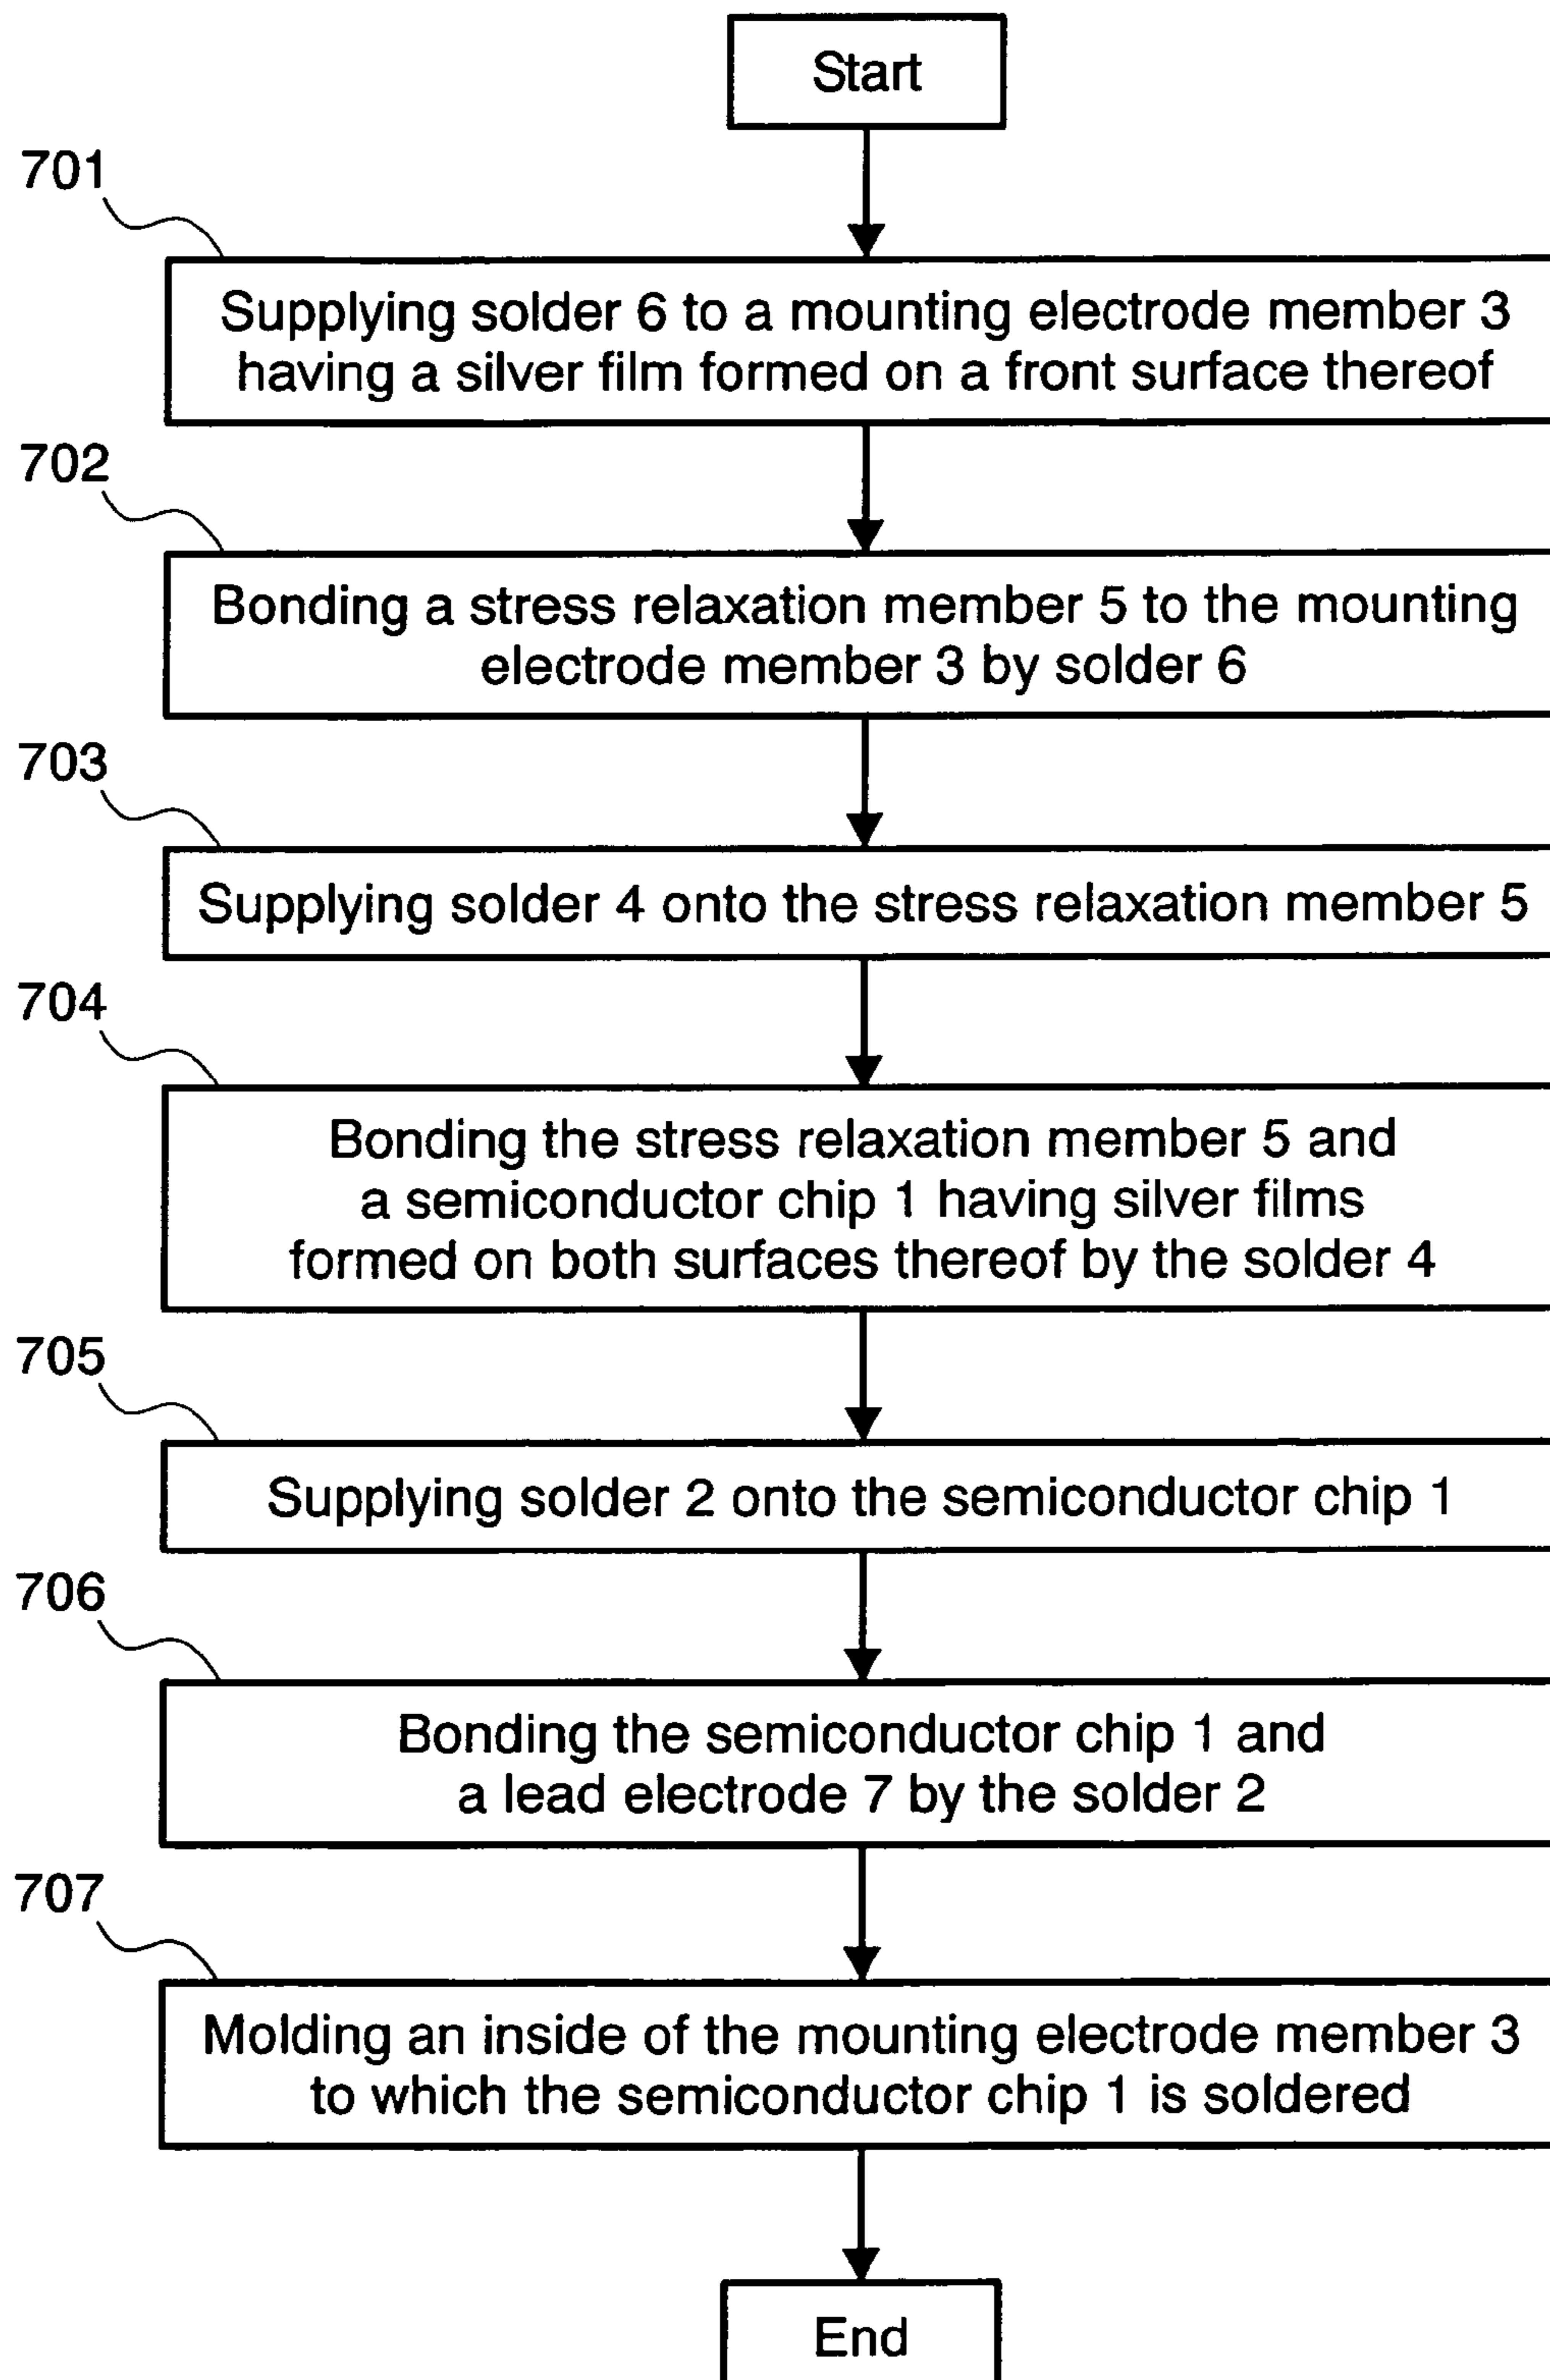 Start
701
Supplying solder 6 to a mounting electrode member 3
having a silver film formed on a front surface thereof
702
Bonding a stress relaxation member 5 to the mounting
electrode member 3 by solder 6
703
Supplying solder 4 onto the stress relaxation member 5
704
Bonding the stress relaxation member 5 and
a semiconductor chip 1 having silver films
formed on both surfaces thereof by the solder 4
705
Supplying solder 2 onto the semiconductor chip 1
706
Bonding the semiconductor chip 1 and
a lead electrode 7 by the solder 2
707
Molding an inside of the mounting electrode member 3
to which the semiconductor chip 1 is soldered
End